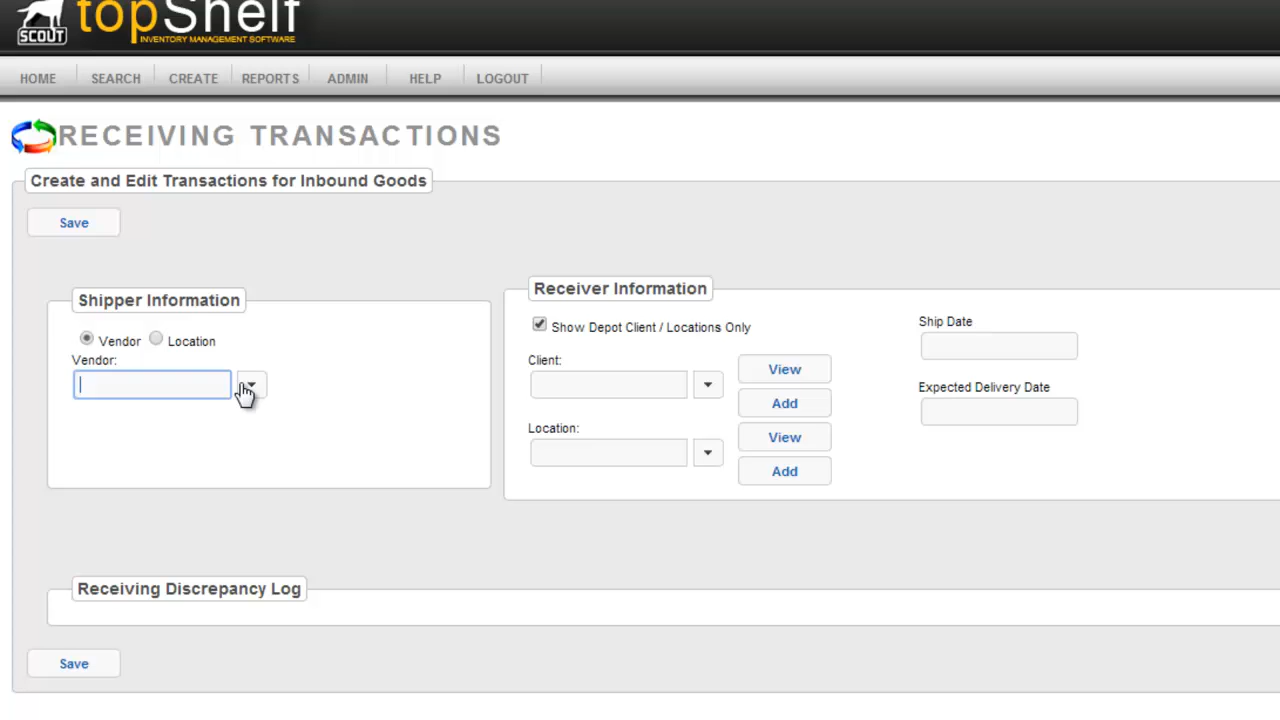 topShelf
SCOUT
INVENTORY MANAGEMENT SOFTWARE
HOME SEARCH CREATE REPORTS ADMIN HELP LOGOUT
RECEIVING TRANSACTIONS
Create and Edit Transactions for Inbound Goods
Save
Shipper Information
Vendor Location
Vendor:
Receiver Information
Show Depot Client / Locations Only
Client:
View
Add
Location:
View
Add
Ship Date
Expected Delivery Date
Receiving Discrepancy Log
Save